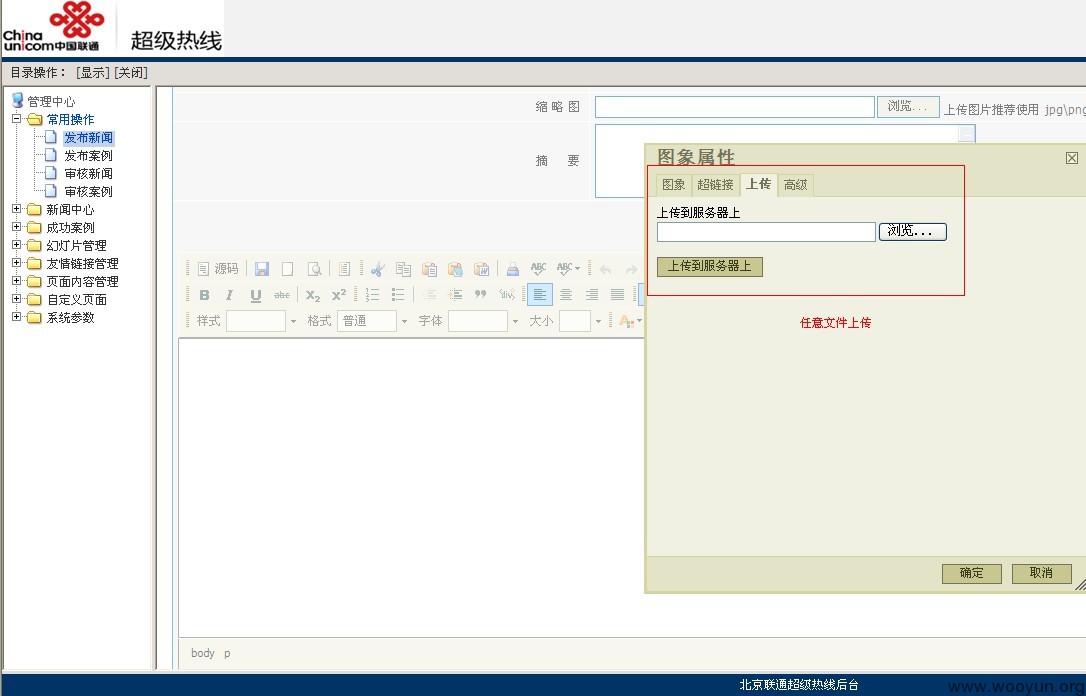 China
unicom中国联通
超级热线
目录操作： [显示] [关闭]
管理中心
常用操作
发布新闻
发布案例
审核新闻
审核案例
新闻中心
成功案例
幻灯片管理
友情链接管理
页面内容管理
自定义页面
系统参数
缩 略 图
浏览...
上传图片推荐使用 jpg\png
摘 要
源码
ABC ABC
B I U abc X₂ X² div
样式 格式 普通 字体 大小 A
body p
图象属性
图象 超链接 上传 高级
上传到服务器上
浏览...
上传到服务器上
任意文件上传
确定 取消
北京联通超级热线后台
www.wooyun.org